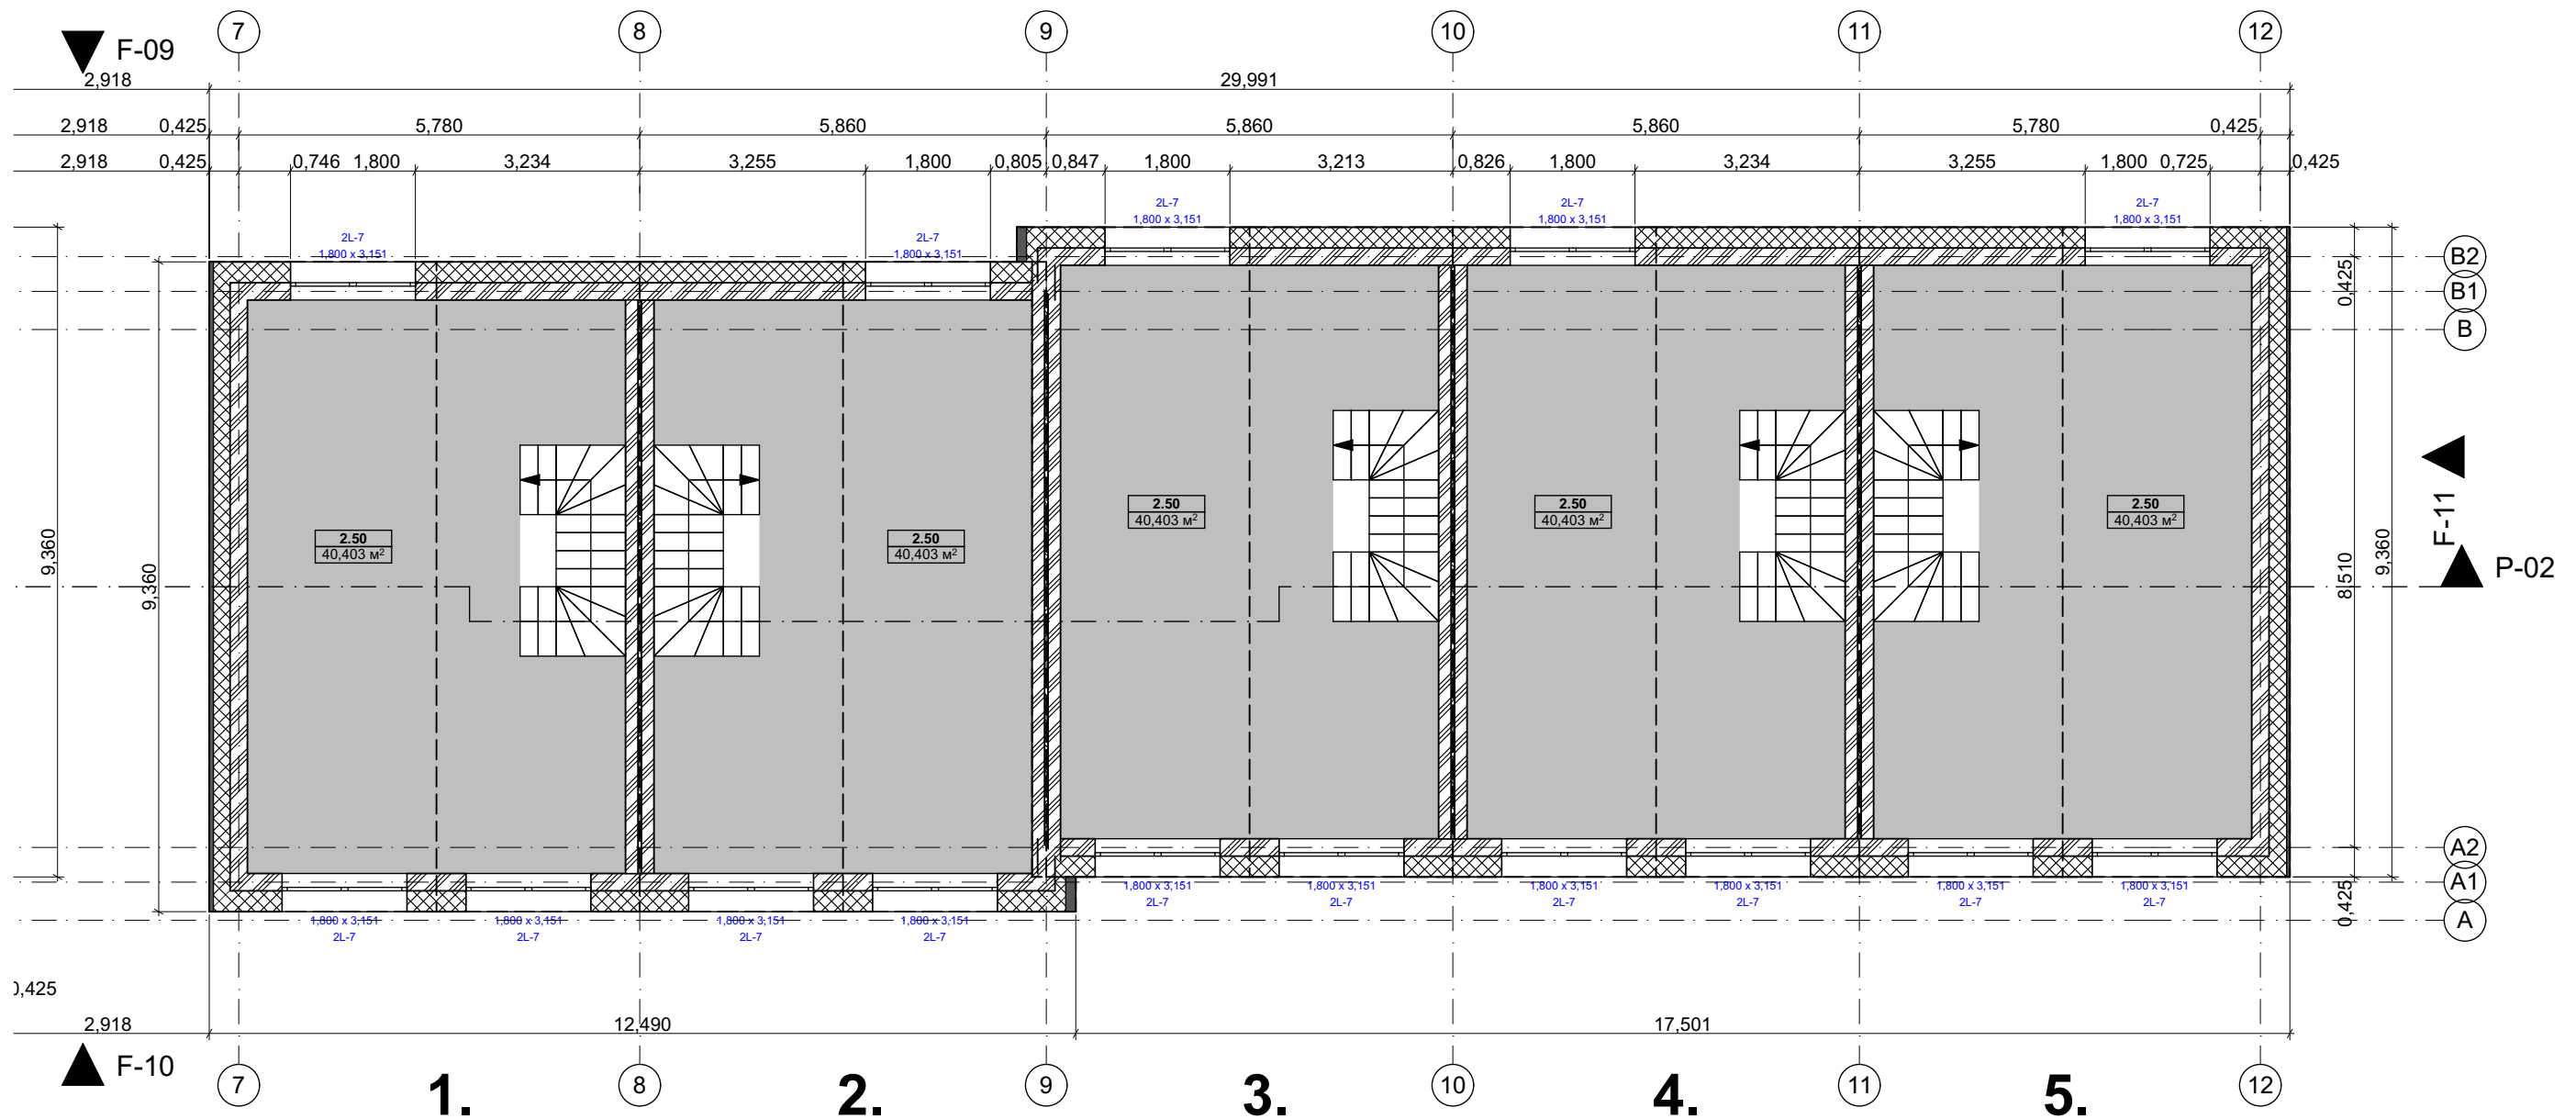 7 8 9 10 11 12
F-09
2,918 29,991
2,918 0,425 5,780 5,860 5,860 5,860 5,780 0,425
2,918 0,425 0,746 1,800 3,234 3,255 1,800 0,805 0,847 1,800 3,213 0,826 1,800 3,234 3,255 1,800 0,725 0,425
2L-7 2L-7 2L-7
1,800 x 3,151 1,800 x 3,151 1,800 x 3,151
2L-7 2L-7
1,800 x 3,151 1,800 x 3,151
B2
B1
B
0,425
2.50 2.50 2.50
40,403 м² 40,403 м² 40,403 м²
2.50 2.50
40,403 м² 40,403 м²
9,360
9,360
8,510
9,360
F-11
P-02
A2
A1
A
0,425
1,800 x 3,151 1,800 x 3,151 1,800 x 3,151 1,800 x 3,151 1,800 x 3,151 1,800 x 3,151
2L-7 2L-7 2L-7 2L-7 2L-7 2L-7
1,800 x 3,151 1,800 x 3,151 1,800 x 3,151 1,800 x 3,151
2L-7 2L-7 2L-7 2L-7
0,425
2,918 12,490 17,501
F-10
7 8 9 10 11 12
1. 2. 3. 4. 5.